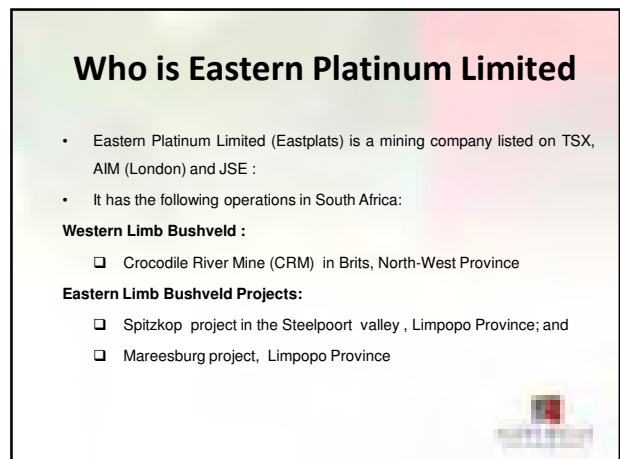 Who is Eastern Platinum Limited
• Eastern Platinum Limited (Eastplats) is a mining company listed on TSX,
AIM (London) and JSE :
• It has the following operations in South Africa:
Western Limb Bushveld :
❑ Crocodile River Mine (CRM) in Brits, North-West Province
Eastern Limb Bushveld Projects:
❑ Spitzkop project in the Steelpoort valley , Limpopo Province; and
❑ Mareesburg project, Limpopo Province